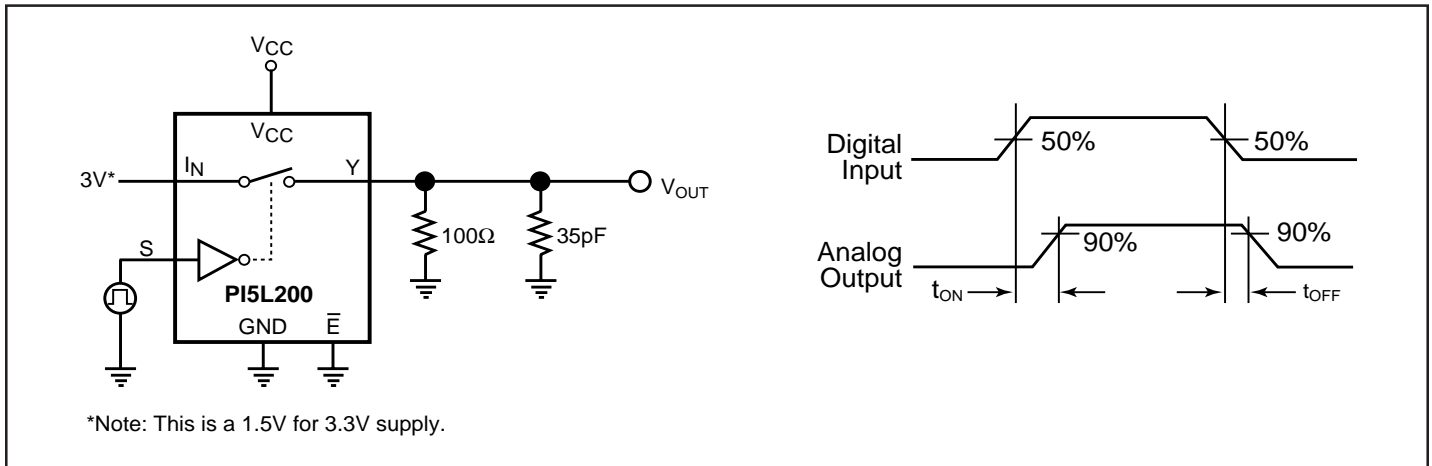 VCC
VCC
3V*
IN
Y
VOUT
100Ω
35pF
S
PI5L200
GND
E̅
*Note: This is a 1.5V for 3.3V supply.
Digital
Input
50%
50%
Analog
Output
90%
90%
tON
tOFF